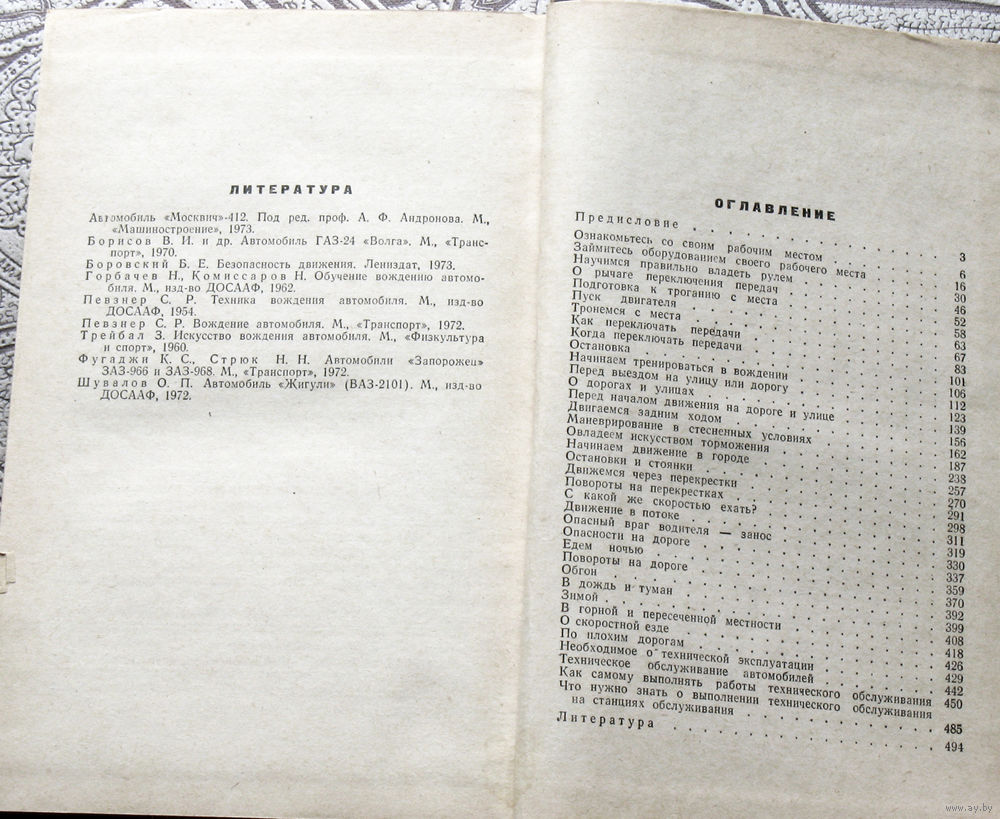 ЛИТЕРАТУРА
Автомобиль «Москвич»-412. Под ред. проф. А. Ф. Андронова. М.,
«Машиностроение», 1973.
Борисов В. И. и др. Автомобиль ГАЗ-24 «Волга». М., «Транс-
порт», 1970.
Боровский Б. Е. Безопасность движения. Лениздат, 1973.
Горбачев Н., Комиссаров Н. Обучение вождению автомо-
биля. М., изд-во ДОСААФ, 1962.
Певзнер С. Р. Техника вождения автомобиля. М., изд-во
ДОСААФ, 1954.
Певзнер С. Р. Вождение автомобиля. М., «Транспорт», 1972.
Трейбал З. Искусство вождения автомобиля. М., «Физкультура
и спорт», 1960.
Фугаджи К. С., Стрюк Н. Н. Автомобили «Запорожец»
ЗАЗ-966 и ЗАЗ-968. М., «Транспорт», 1972.
Шувалов О. П. Автомобиль «Жигули» (ВАЗ-2101). М., изд-во
ДОСААФ, 1972.
ОГЛАВЛЕНИЕ
Предисловие 3
Ознакомьтесь со своим рабочим местом 6
Займитесь оборудованием своего рабочего места 16
Научимся правильно владеть рулем 30
О рычаге переключения передач 46
Подготовка к троганию с места 52
Пуск двигателя 58
Тронемся с места 63
Как переключать передачи 67
Когда переключать передачи 83
Остановка 101
Начинаем тренироваться в вождении 106
Перед выездом на улицу или дорогу 112
О дорогах и улицах 123
Перед началом движения на дороге и улице 139
Двигаемся задним ходом 156
Маневрирование в стесненных условиях 162
Овладеем искусством торможения 187
Начинаем движение в городе 238
Остановки и стоянки 257
Движемся через перекрестки 270
Повороты на перекрестках 291
С какой же скоростью ехать? 298
Движение в потоке 311
Опасный враг водителя — занос 319
Опасности на дороге 330
Едем ночью 337
Повороты на дороге 359
Обгон 370
В дождь и туман 392
Зимой 399
В горной и пересеченной местности 408
О скоростной езде 418
По плохим дорогам 426
Необходимое о технической эксплуатации 429
Техническое обслуживание автомобилей 442
Как самому выполнять работы технического обслуживания 450
Что нужно знать о выполнении технического обслуживания
на станциях обслуживания 485
Литература 494
www.ay.by